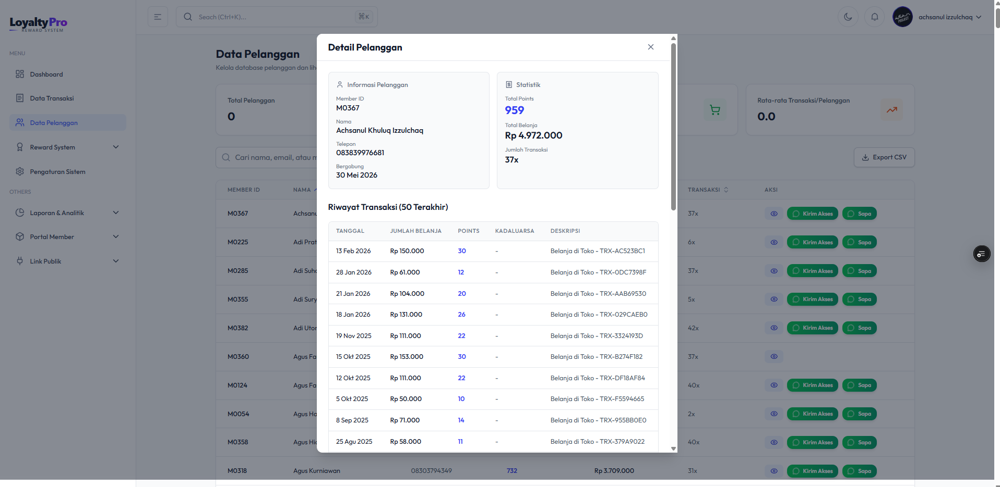 LoyaltyPro
REWARD SYSTEM
Seach (Ctrl+K)...
⌘K
achsanul izzulchaq
MENU
Dashboard
Data Transaksi
Data Pelanggan
Reward System
Pengaturan Sistem
OTHERS
Laporan & Analitik
Portal Member
Link Publik
Data Pelanggan
Kelola database pelanggan dan
Total Pelanggan
0
Rata-rata Transaksi/Pelanggan
0.0
Cari nama, email, atau
Export CSV
MEMBER ID NAMA TRANSAKSI AKSI
M0367 37x Kirim Akses Sapa
M0225 Adi 6x Kirim Akses Sapa
M0285 Adi 37x Kirim Akses Sapa
M0355 Adi 5x Kirim Akses Sapa
M0382 Adi 42x Kirim Akses Sapa
M0360 Agus 37x
M0124 Agus 40x Kirim Akses Sapa
M0054 Agus 2x Kirim Akses Sapa
M0358 Agus 40x Kirim Akses Sapa
M0318 Agus Kurniawan 08303794349 732 Rp 3.709.000 31x Kirim Akses Sapa
Detail Pelanggan
Informasi Pelanggan
Member ID
M0367
Nama
Achsanul Khuluq Izzulchaq
Telepon
083839976681
Bergabung
30 Mei 2026
Statistik
Total Points
959
Total Belanja
Rp 4.972.000
Jumlah Transaksi
37x
Riwayat Transaksi (50 Terakhir)
TANGGAL JUMLAH BELANJA POINTS KADALUARSA DESKRIPSI
13 Feb 2026 Rp 150.000 30 - Belanja di Toko - TRX-AC523BC1
28 Jan 2026 Rp 61.000 12 - Belanja di Toko - TRX-0DC7398F
21 Jan 2026 Rp 104.000 20 - Belanja di Toko - TRX-AAB69530
18 Jan 2026 Rp 131.000 26 - Belanja di Toko - TRX-029CAEB0
19 Nov 2025 Rp 111.000 22 - Belanja di Toko - TRX-3324193D
15 Okt 2025 Rp 153.000 30 - Belanja di Toko - TRX-B274F182
12 Okt 2025 Rp 111.000 22 - Belanja di Toko - TRX-DF18AF84
5 Okt 2025 Rp 50.000 10 - Belanja di Toko - TRX-F5594665
8 Sep 2025 Rp 71.000 14 - Belanja di Toko - TRX-955BB0E0
25 Agu 2025 Rp 58.000 11 - Belanja di Toko - TRX-379A9022